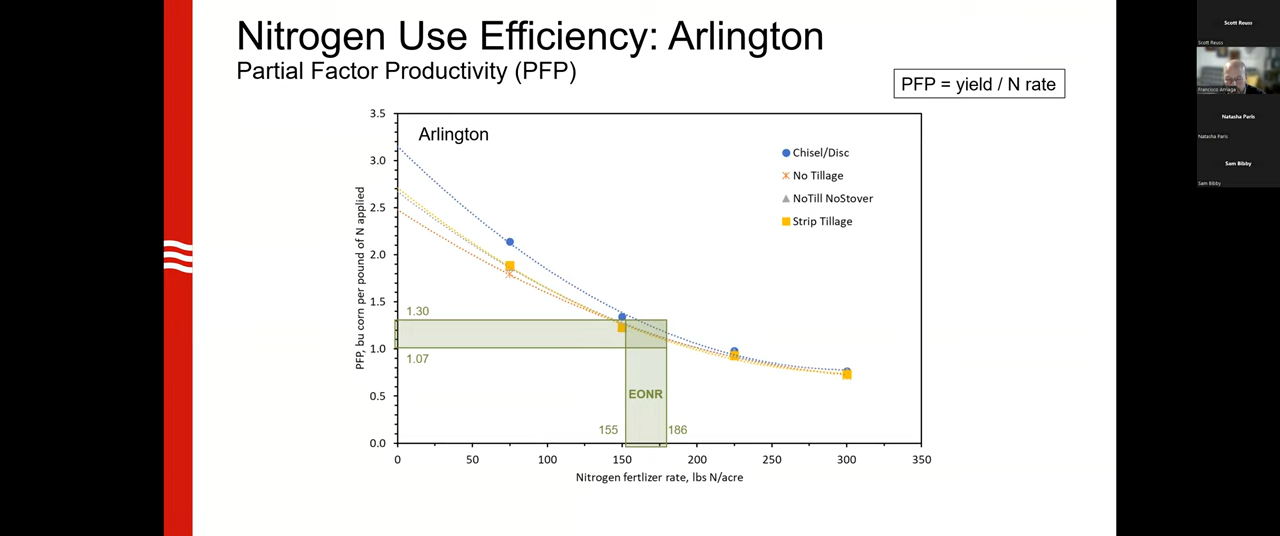 Nitrogen Use Efficiency: Arlington
Partial Factor Productivity (PFP)
PFP = yield / N rate
Arlington
Chisel/Disc
No Tillage
NoTill NoStover
Strip Tillage
PFP, bu corn per pound of N applied
3.5
3.0
2.5
2.0
1.5
1.0
0.5
0.0
1.30
1.07
EONR
155
186
0
50
100
150
200
250
300
350
Nitrogen fertlizer rate, lbs N/acre
Scott Reuss
Scott Reuss
Francisco Arriaga
Natasha Paris
Natasha Paris
Sam Bibby
Sam Bibby